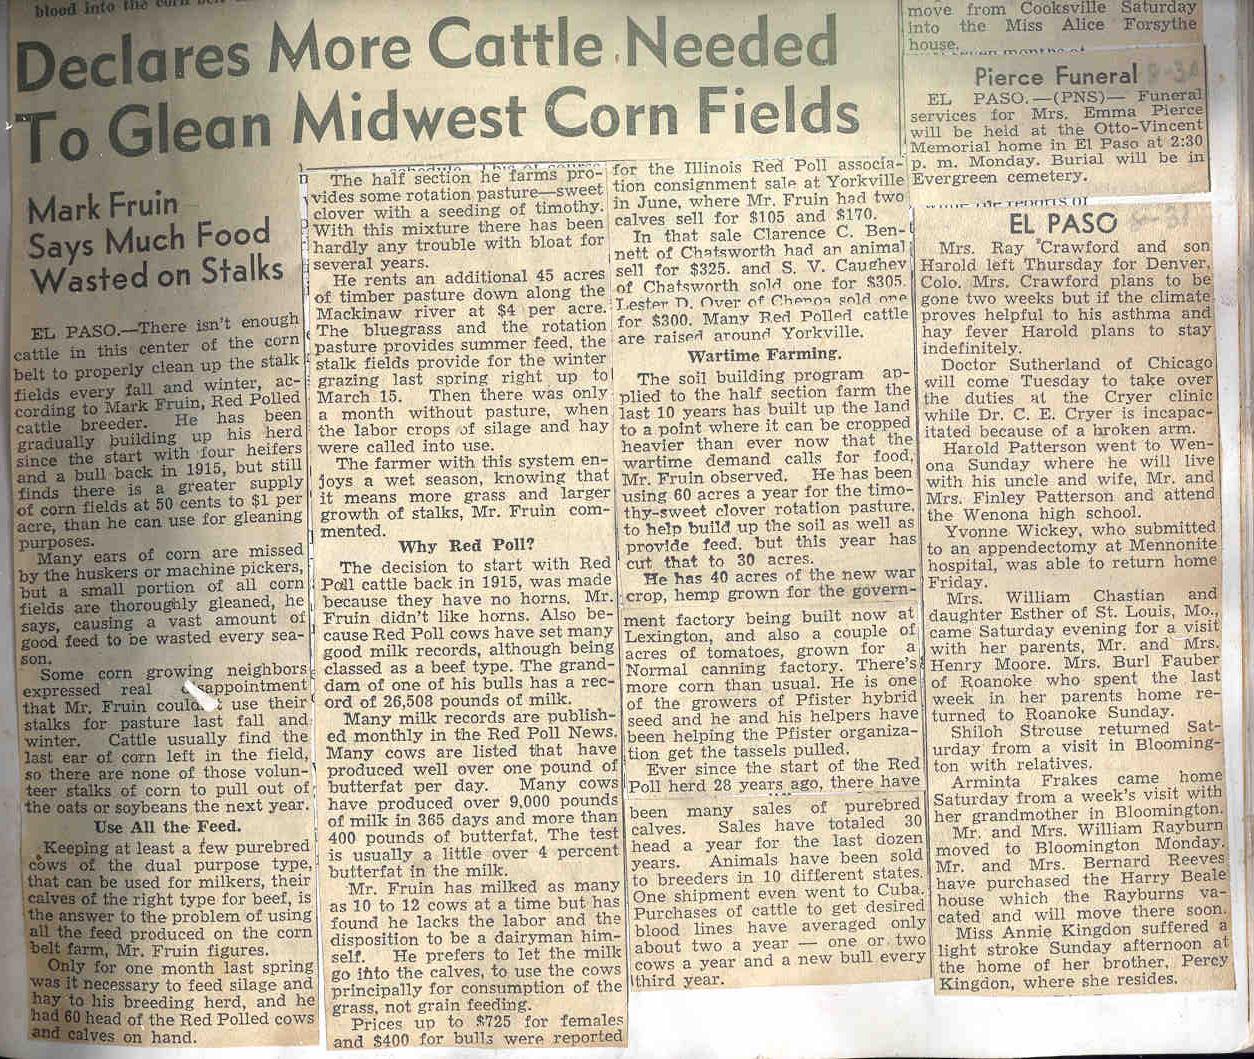 blood into the corn belt
Declares More Cattle Needed
To Glean Midwest Corn Fields
Mark Fruin
Says Much Food
Wasted on Stalks
EL PASO.—There isn't enough
cattle in this center of the corn
belt to properly clean up the stalk
fields every fall and winter, ac-
cording to Mark Fruin, Red Polled
cattle breeder. He has been
gradually building up his herd
since the start with four heifers
and a bull back in 1915, but still
finds there is a greater supply
of corn fields at 50 cents to $1 per
acre, than he can use for gleaning
purposes.
Many ears of corn are missed
by the huskers or machine pickers,
but a small portion of all corn
fields are thoroughly gleaned, he
says, causing a vast amount of
good feed to be wasted every sea-
son.
Some corn growing neighbors
expressed real appointment
that Mr. Fruin could use their
stalks for pasture last fall and
winter. Cattle usually find the
last ear of corn left in the field,
so there are none of those volun-
teer stalks of corn to pull out of
the oats or soybeans the next year.
Use All the Feed.
Keeping at least a few purebred
cows of the dual purpose type,
that can be used for milkers, their
calves of the right type for beef, is
the answer to the problem of using
all the feed produced on the corn
belt farm, Mr. Fruin figures.
Only for one month last spring
was it necessary to feed silage and
hay to his breeding herd, and he
had 60 head of the Red Polled cows
and calves on hand.
The half section he farms pro-
vides some rotation pasture—sweet
clover with a seeding of timothy.
With this mixture there has been
hardly any trouble with bloat for
several years.
He rents an additional 45 acres
of timber pasture down along the
Mackinaw river at $4 per acre.
The bluegrass and the rotation
pasture provides summer feed, the
stalk fields provide for the winter
grazing last spring right up to
March 15. Then there was only
a month without pasture, when
the labor crops of silage and hay
were called into use.
The farmer with this system en-
joys a wet season, knowing that
it means more grass and larger
growth of stalks, Mr. Fruin com-
mented.
Why Red Poll?
The decision to start with Red
Poll cattle back in 1915, was made
because they have no horns. Mr.
Fruin didn't like horns. Also be-
cause Red Poll cows have set many
good milk records, although being
classed as a beef type. The grand-
dam of one of his bulls has a rec-
ord of 26,508 pounds of milk.
Many milk records are publish-
ed monthly in the Red Poll News.
Many cows are listed that have
produced well over one pound of
butterfat per day. Many cows
have produced over 9,000 pounds
of milk in 365 days and more than
400 pounds of butterfat. The test
is usually a little over 4 percent
butterfat in the milk.
Mr. Fruin has milked as many
as 10 to 12 cows at a time but has
found he lacks the labor and the
disposition to be a dairyman him-
self. He prefers to let the milk
go into the calves, to use the cows
principally for consumption of the
grass, not grain feeding.
Prices up to $725 for females
and $400 for bulls were reported
for the Illinois Red Poll associa-
tion consignment sale at Yorkville
in June, where Mr. Fruin had two
calves sell for $105 and $170.
In that sale Clarence C. Ben-
nett of Chatsworth had an animal
sell for $325. and S. V. Caughey
of Chatsworth sold one for $305.
Lester D. Over of Chenoa sold one
for $300. Many Red Polled cattle
are raised around Yorkville.
Wartime Farming.
The soil building program ap-
plied to the half section farm the
last 10 years has built up the land
to a point where it can be cropped
heavier than ever now that the
wartime demand calls for food,
Mr. Fruin observed. He has been
using 60 acres a year for the timo-
thy-sweet clover rotation pasture,
to help build up the soil as well as
provide feed, but this year has
cut that to 30 acres.
He has 40 acres of the new war
crop, hemp grown for the govern-
ment factory being built now at
Lexington, and also a couple of
acres of tomatoes, grown for a
Normal canning factory. There's
more corn than usual. He is one
of the growers of Pfister hybrid
seed and he and his helpers have
been helping the Pfister organiza-
tion get the tassels pulled.
Ever since the start of the Red
Poll herd 28 years ago, there have
been many sales of purebred
calves. Sales have totaled 30
head a year for the last dozen
years. Animals have been sold
to breeders in 10 different states.
One shipment even went to Cuba.
Purchases of cattle to get desired
blood lines have averaged only
about two a year — one or two
cows a year and a new bull every
third year.
move from Cooksville Saturday
into the Miss Alice Forsythe
house.
Pierce Funeral 8-31
EL PASO.—(PNS)— Funeral
services for Mrs. Emma Pierce
will be held at the Otto-Vincent
Memorial home in El Paso at 2:30
p. m. Monday. Burial will be in
Evergreen cemetery.
EL PASO 8-31
Mrs. Ray Crawford and son
Harold left Thursday for Denver,
Colo. Mrs. Crawford plans to be
gone two weeks but if the climate
proves helpful to his asthma and
hay fever Harold plans to stay
indefinitely.
Doctor Sutherland of Chicago
will come Tuesday to take over
the duties at the Cryer clinic
while Dr. C. E. Cryer is incapac-
itated because of a broken arm.
Harold Patterson went to Wen-
ona Sunday where he will live
with his uncle and wife, Mr. and
Mrs. Finley Patterson and attend
the Wenona high school.
Yvonne Wickey, who submitted
to an appendectomy at Mennonite
hospital, was able to return home
Friday.
Mrs. William Chastian and
daughter Esther of St. Louis, Mo.,
came Saturday evening for a visit
with her parents, Mr. and Mrs.
Henry Moore. Mrs. Burl Fauber
of Roanoke who spent the last
week in her parents home re-
turned to Roanoke Sunday.
Shiloh Strouse returned Sat-
urday from a visit in Blooming-
ton with relatives.
Arminta Frakes came home
Saturday from a week's visit with
her grandmother in Bloomington.
Mr. and Mrs. William Rayburn
moved to Bloomington Monday.
Mr. and Mrs. Bernard Reeves
have purchased the Harry Beale
house which the Rayburns va-
cated and will move there soon.
Miss Annie Kingdon suffered a
light stroke Sunday afternoon at
the home of her brother, Percy
Kingdon, where she resides.